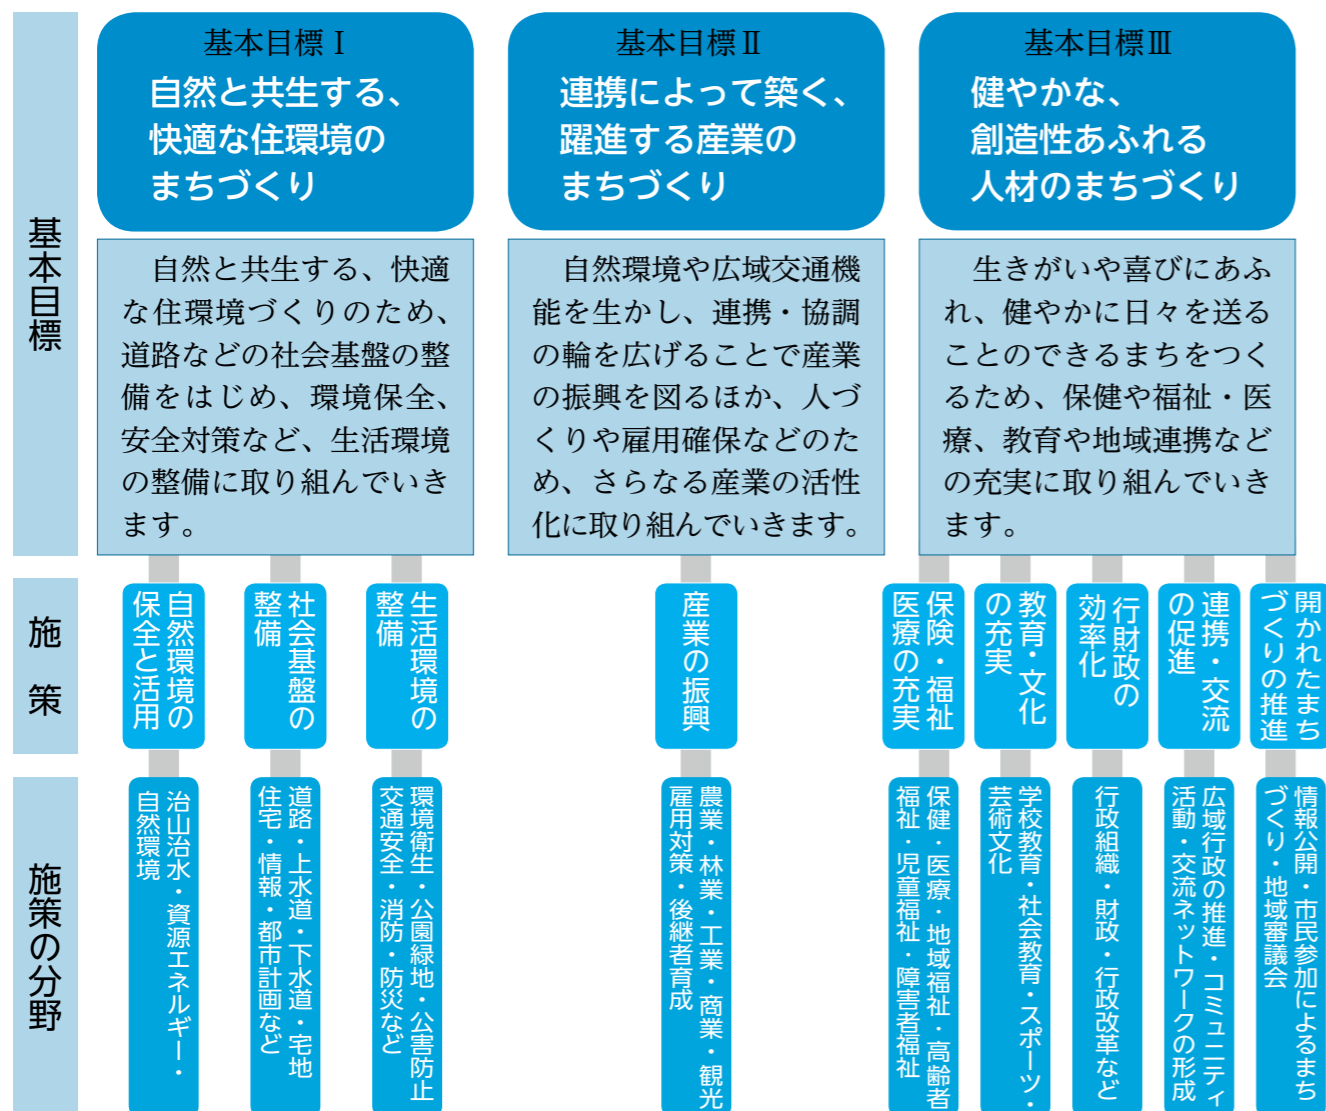 基本目標
基本目標Ⅰ
自然と共生する、
快適な住環境の
まちづくり
自然と共生する、快適
な住環境づくりのため、
道路などの社会基盤の整
備をはじめ、環境保全、
安全対策など、生活環境
の整備に取り組んでいき
ます。
基本目標Ⅱ
連携によって築く、
躍進する産業の
まちづくり
自然環境や広域交通機
能を生かし、連携・協調
の輪を広げることで産業
の振興を図るほか、人づ
くりや雇用確保などのた
め、さらなる産業の活性
化に取り組んでいきます。
基本目標Ⅲ
健やかな、
創造性あふれる
人材のまちづくり
生きがいや喜びにあふ
れ、健やかに日々を送る
ことのできるまちをつく
るため、保健や福祉・医
療、教育や地域連携など
の充実に取り組んでいき
ます。
施策
自然環境の
保全と活用
社会基盤の
整備
生活環境の
整備
産業の振興
保険・福祉
医療の充実
教育・文化
の充実
行財政の
効率化
連携・交流
の促進
開かれたまち
づくりの推進
施策の分野
治山治水・資源エネルギー・
自然環境
道路・上水道・下水道・宅地
住宅・情報・都市計画など
環境衛生・公園緑地・公害防止
交通安全・消防・防災など
農業・林業・工業・商業・観光
雇用対策・後継者育成
保健・医療・地域福祉・高齢者
福祉・児童福祉・障害者福祉
学校教育・社会教育・スポーツ・
芸術文化
行政組織・財政・行政改革など
広域行政の推進・コミュニティ
活動・交流ネットワークの形成
情報公開・市民参加によるまち
づくり・地域審議会